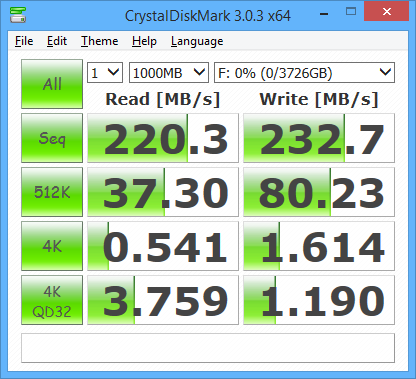 CrystalDiskMark 3.0.3 x64
File Edit Theme Help Language
All 1 1000MB F: 0% (0/3726GB)
Read [MB/s] Write [MB/s]
Seq 220.3 232.7
512K 37.30 80.23
4K 0.541 1.614
4K QD32 3.759 1.190